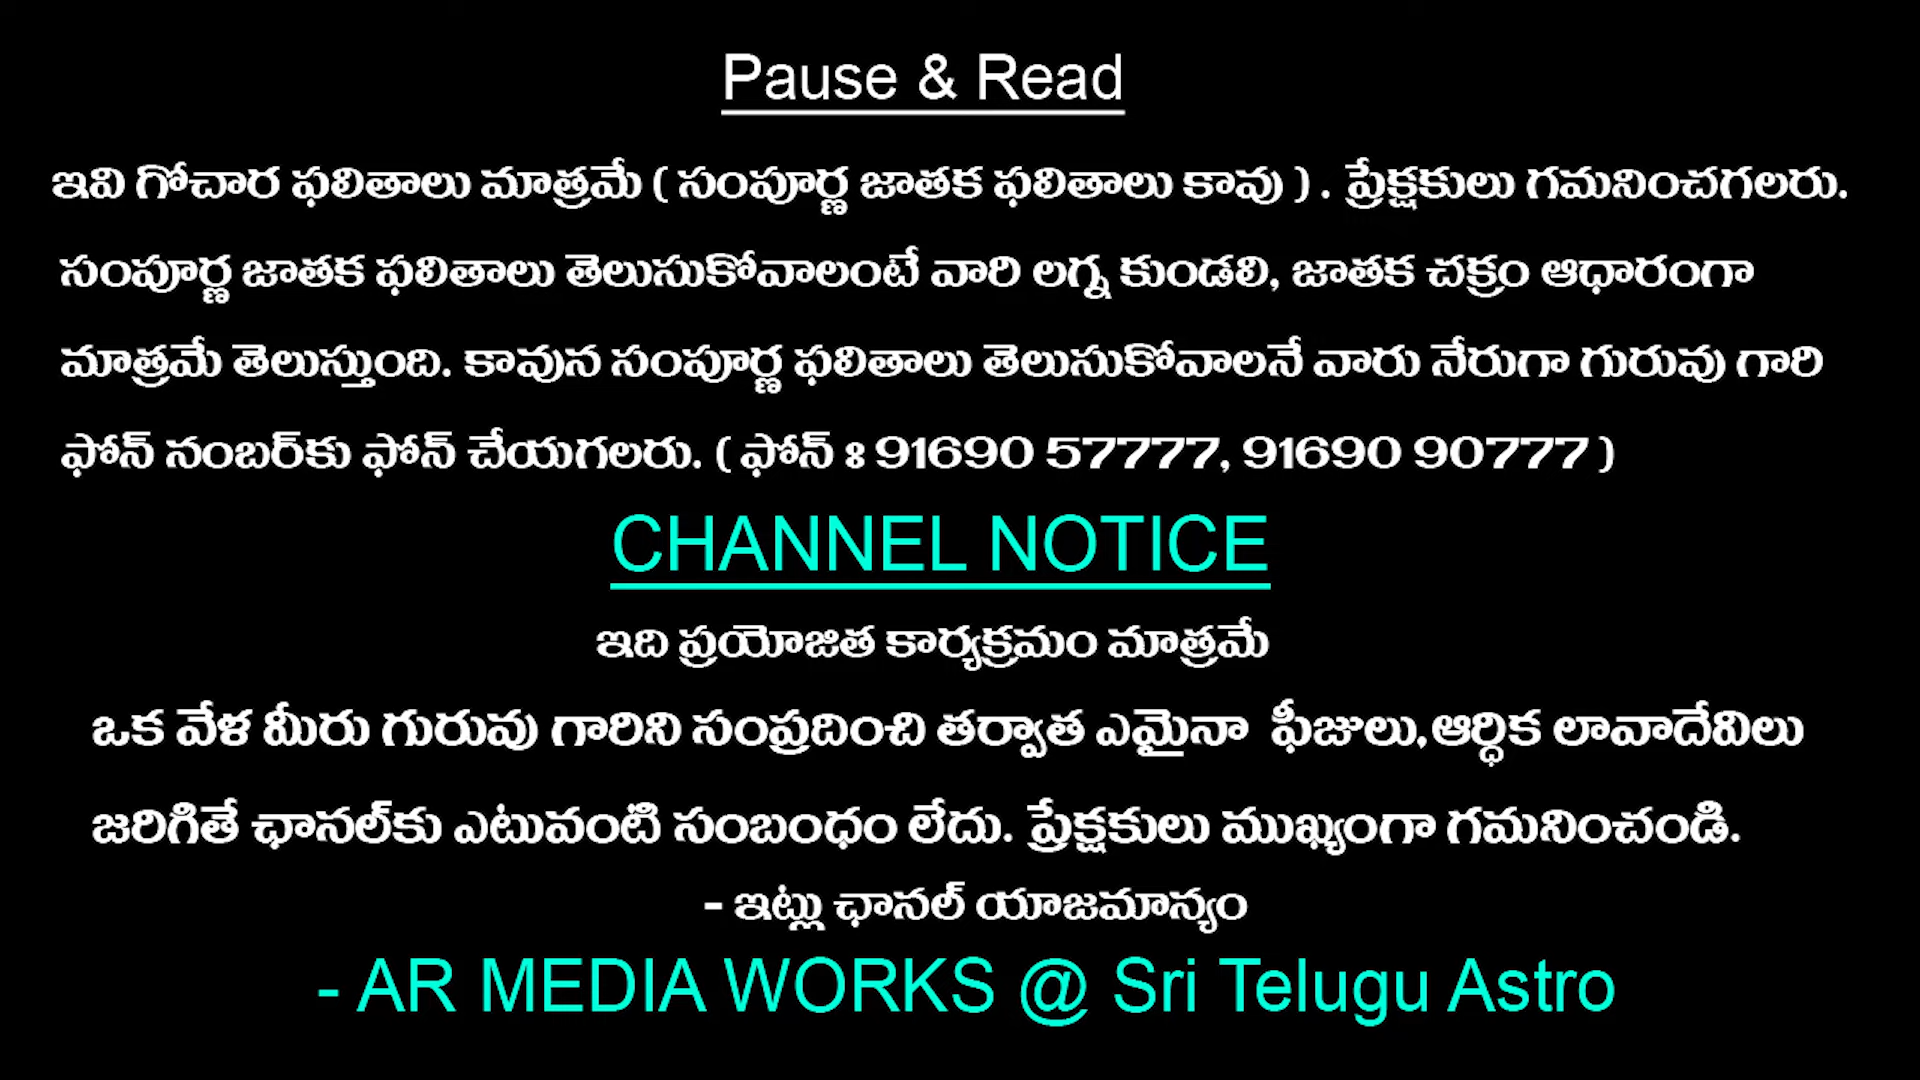 Pause & Read
ఇవి గోచార ఫలితాలు మాత్రమే ( సంపూర్ణ జాతక ఫలితాలు కావు ) . ప్రేక్షకులు గమనించగలరు.
సంపూర్ణ జాతక ఫలితాలు తెలుసుకోవాలంటే వారి లగ్న కుండలి, జాతక చక్రం ఆధారంగా
మాత్రమే తెలుస్తుంది. కావున సంపూర్ణ ఫలితాలు తెలుసుకోవాలనే వారు నేరుగా గురువు గారి
ఫోన్ నంబర్‌కు ఫోన్ చేయగలరు. ( ఫోన్ : 91690 57777, 91690 90777 )
CHANNEL NOTICE
ఇది ప్రయోజిత కార్యక్రమం మాత్రమే
ఒక వేళ మీరు గురువు గారిని సంప్రదించి తర్వాత ఎమైనా ఫీజులు,ఆర్ధిక లావాదేవిలు
జరిగితే ఛానల్‌కు ఎటువంటి సంబంధం లేదు. ప్రేక్షకులు ముఖ్యంగా గమనించండి.
- ఇట్లు ఛానల్ యాజమాన్యం
- AR MEDIA WORKS @ Sri Telugu Astro